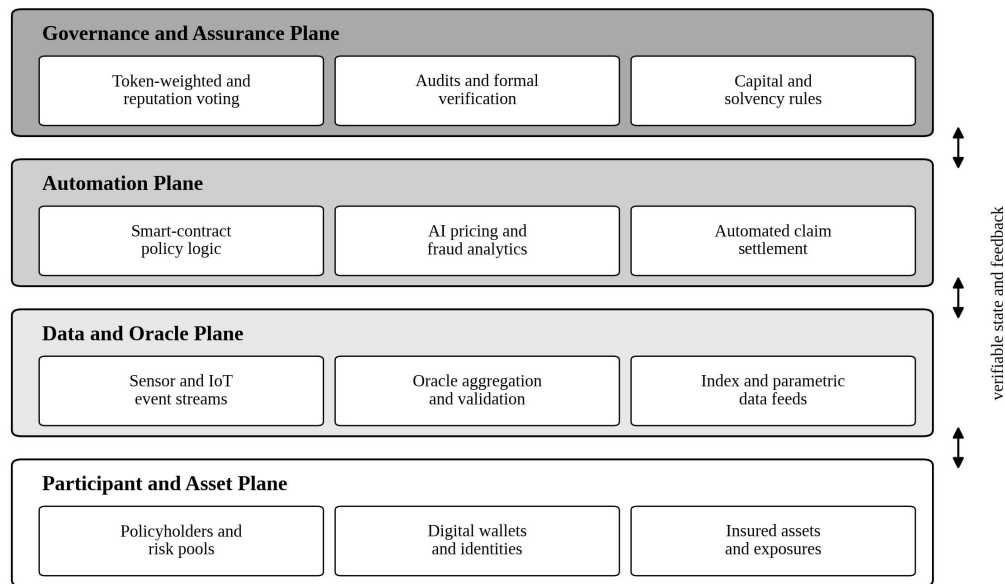 Governance and Assurance Plane
Token-weighted and
reputation voting
Audits and formal
verification
Capital and
solvency rules
Automation Plane
Smart-contract
policy logic
AI pricing and
fraud analytics
Automated claim
settlement
Data and Oracle Plane
Sensor and IoT
event streams
Oracle aggregation
and validation
Index and parametric
data feeds
Participant and Asset Plane
Policyholders and
risk pools
Digital wallets
and identities
Insured assets
and exposures
verifiable state and feedback